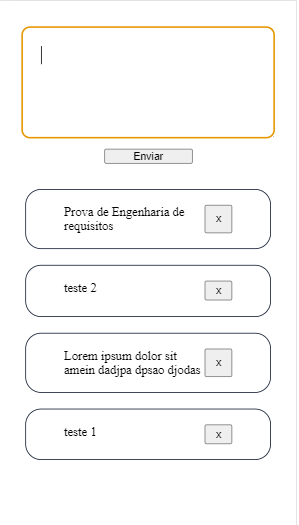 Enviar
Prova de Engenharia de
requisitos
x
teste 2
x
Lorem ipsum dolor sit
amein dadjpa dpsao djodas
x
teste 1
x